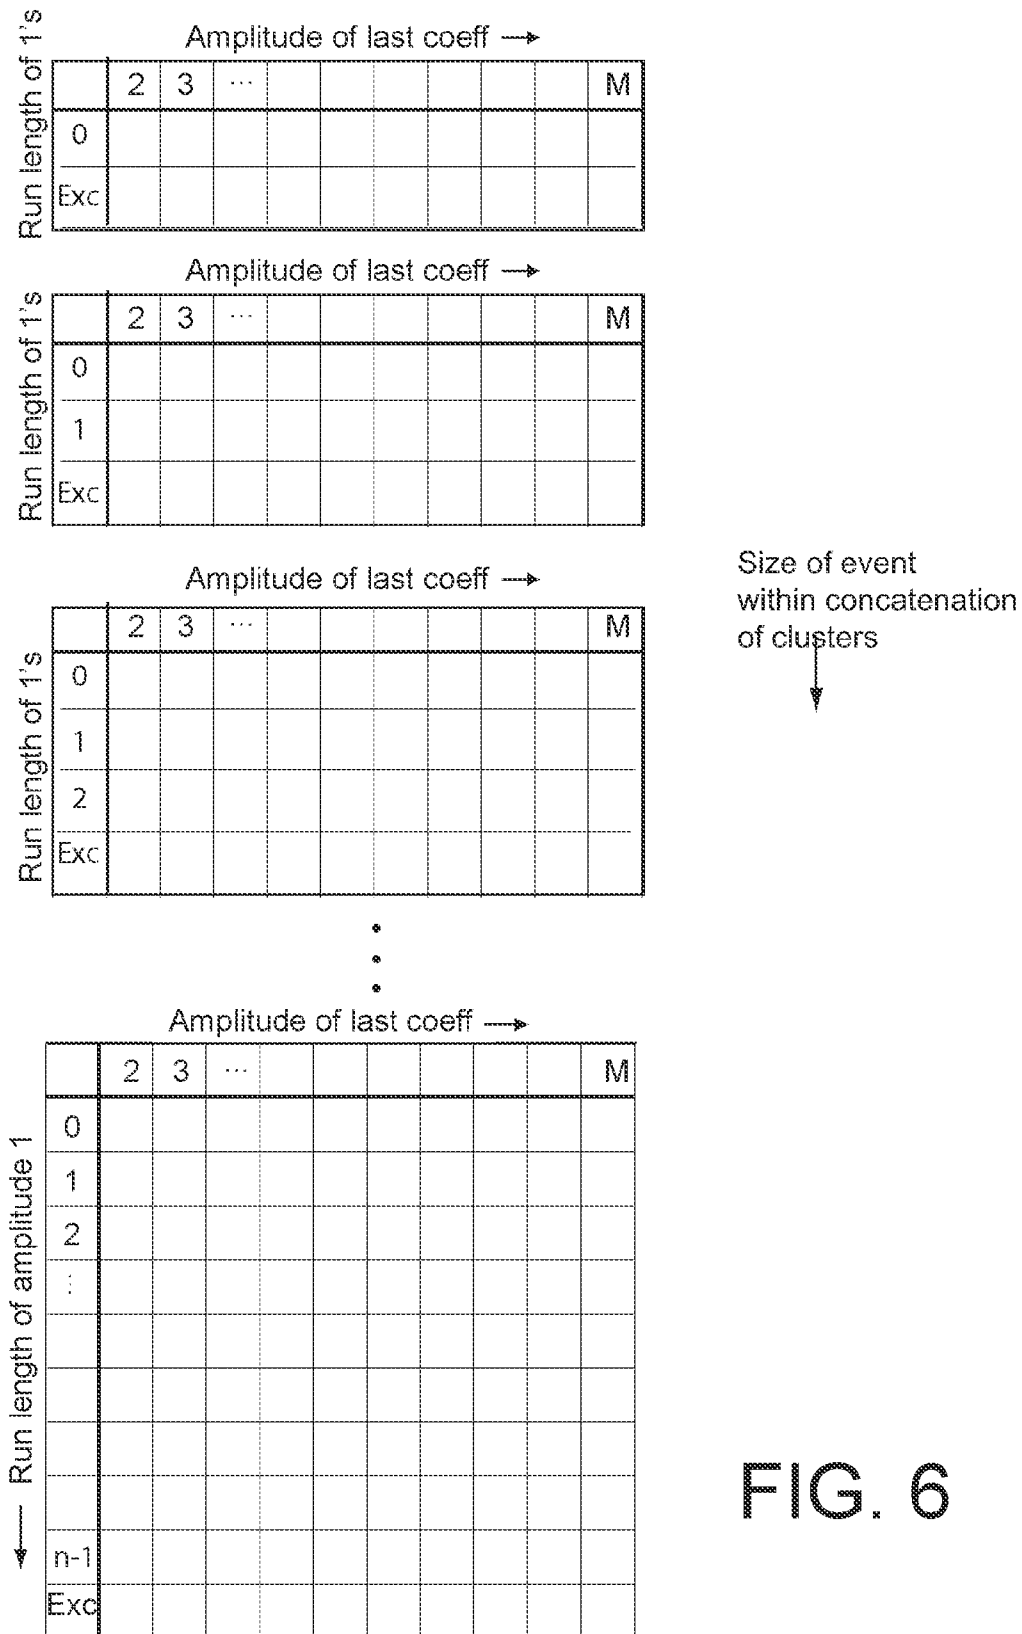 Amplitude of last coeff →
Run length of 1's
2 3 ... M
0
Exc
Amplitude of last coeff →
Run length of 1's
2 3 ... M
0
1
Exc
Amplitude of last coeff →
Run length of 1's
2 3 ... M
0
1
2
Exc
Size of event
within concatenation
of clusters
Amplitude of last coeff →
Run length of amplitude 1
2 3 ... M
0
1
2
⋮
n-1
Exc
FIG. 6